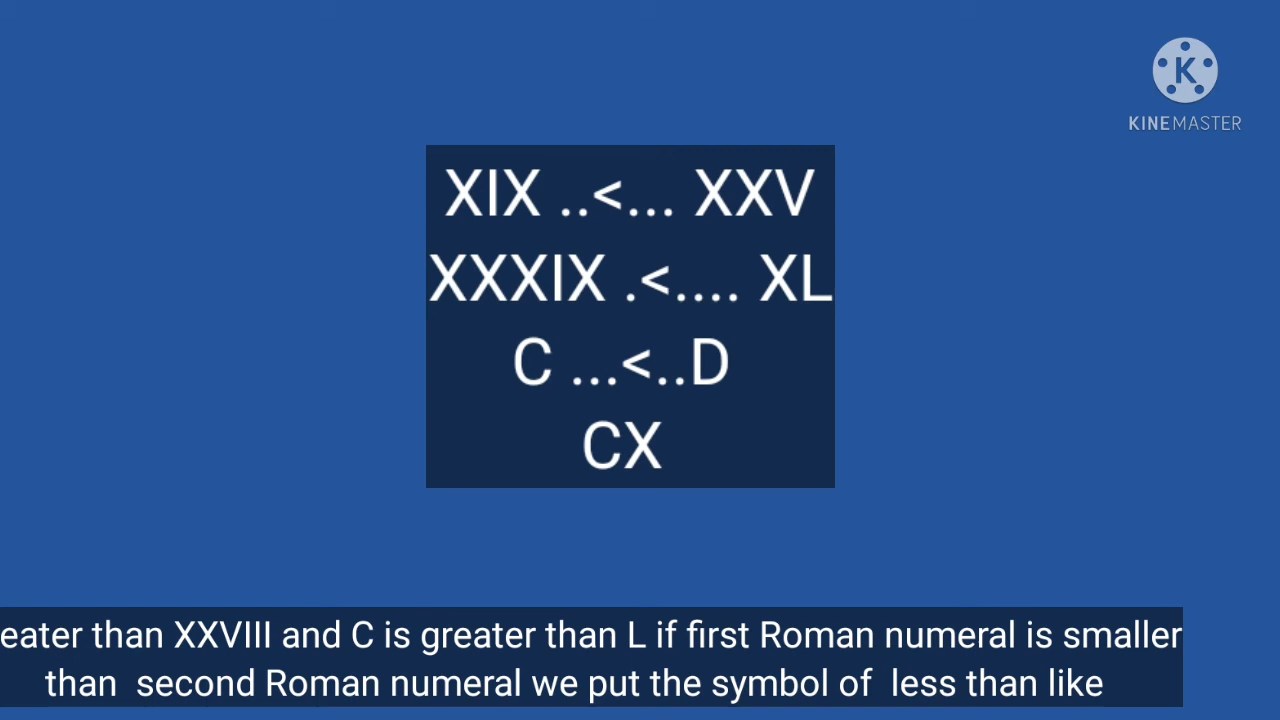 K
KINEMASTER
XIX ..<... XXV
XXXIX .<.... XL
C ...<..D
CX
eater than XXVIII and C is greater than L if first Roman numeral is smaller
than  second Roman numeral we put the symbol of  less than like